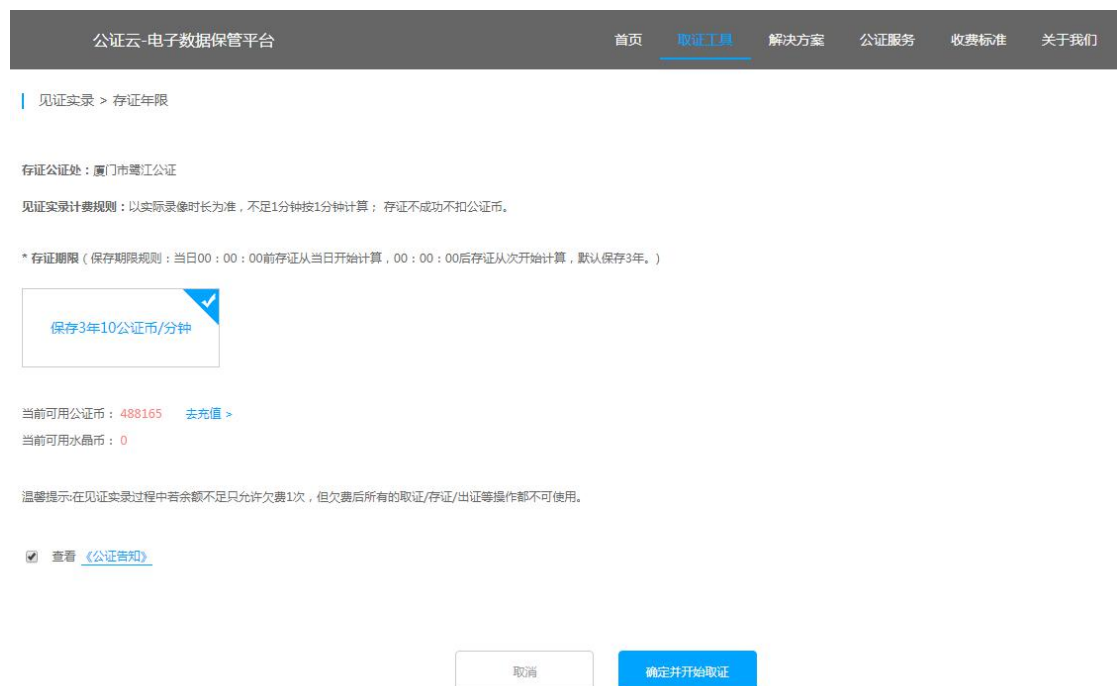 公证云-电子数据保管平台
首页 取证工具 解决方案 公证服务 收费标准 关于我们
见证实录 > 存证年限
存证公证处：厦门市鹭江公证
见证实录计费规则：以实际录像时长为准，不足1分钟按1分钟计算； 存证不成功不扣公证币。
* 存证期限（保存期限规则：当日00：00：00前存证从当日开始计算，00：00：00后存证从次开始计算，默认保存3年。）
保存3年10公证币/分钟
当前可用公证币： 488165 去充值 >
当前可用水晶币： 0
温馨提示:在见证实录过程中若余额不足只允许欠费1次，但欠费后所有的取证/存证/出证等操作都不可使用。
查看 《公证告知》
取消 确定并开始取证